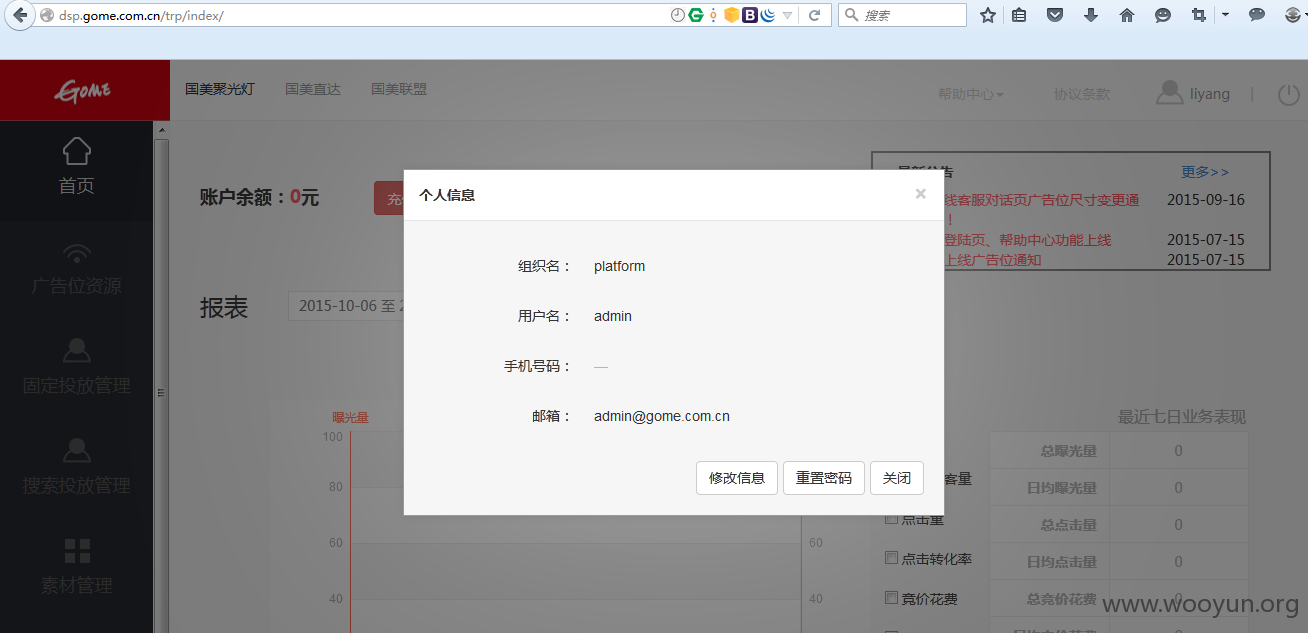 dsp.gome.com.cn/trp/index/
搜索
GOME
国美聚光灯
国美直达
国美联盟
帮助中心
协议条款
liyang
首页
广告位资源
固定投放管理
搜索投放管理
素材管理
账户余额：0元
更多>>
线客服对话页广告位尺寸变更通
！
2015-09-16
登陆页、帮助中心功能上线
2015-07-15
上线广告位通知
2015-07-15
报表
2015-10-06 至
个人信息
×
组织名：
platform
用户名：
admin
手机号码：
—
邮箱：
admin@gome.com.cn
修改信息
重置密码
关闭
曝光量
100
80
60
40
60
40
客量
点击量
点击转化率
竞价花费
最近七日业务表现
总曝光量
0
日均曝光量
0
总点击量
0
日均点击量
0
总竞价花费
0
www.wooyun.org